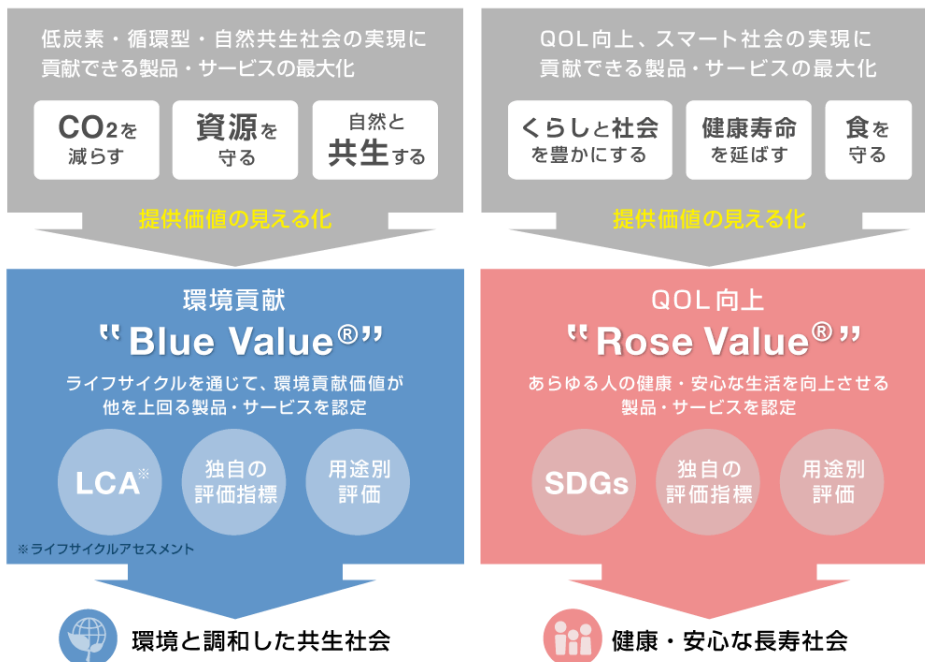 低炭素・循環型・自然共生社会の実現に
貢献できる製品・サービスの最大化
CO2を
減らす
資源を
守る
自然と
共生する
提供価値の見える化
環境貢献
“Blue Value®”
ライフサイクルを通じて、環境貢献価値が
他を上回る製品・サービスを認定
LCA※
独自の
評価指標
用途別
評価
※ライフサイクルアセスメント
環境と調和した共生社会
QOL向上、スマート社会の実現に
貢献できる製品・サービスの最大化
くらしと社会
を豊かにする
健康寿命
を延ばす
食を
守る
提供価値の見える化
QOL向上
“Rose Value®”
あらゆる人の健康・安心な生活を向上させる
製品・サービスを認定
SDGs
独自の
評価指標
用途別
評価
健康・安心な長寿社会